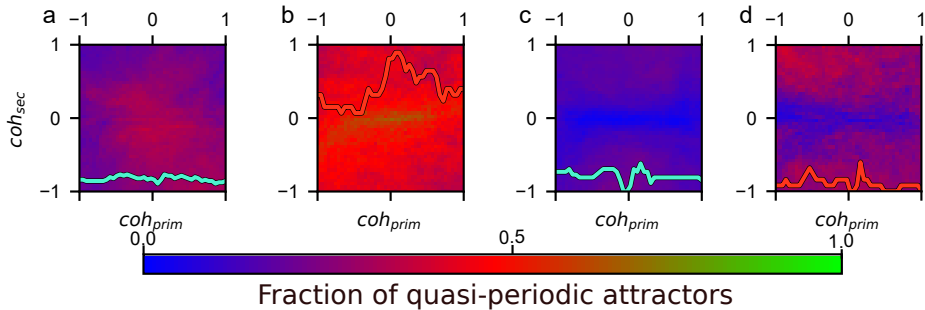 a b c d
−1 0 1 −1 0 1 −1 0 1 −1 0 1
1 1 1 1
coh_sec 0 0 0 0
−1 −1 −1 −1
coh_prim coh_prim coh_prim coh_prim
0.0 0.5 1.0
Fraction of quasi-periodic attractors